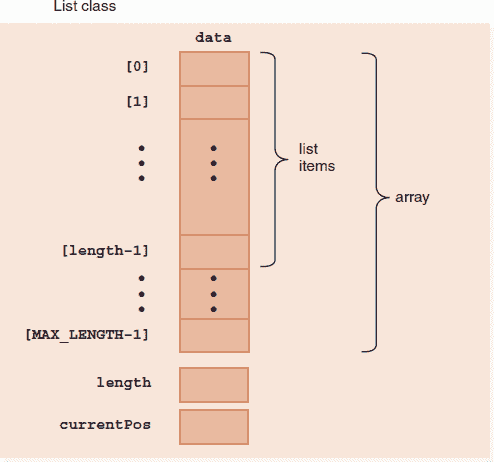 List class
data
[0]
[1]
list
items
array
[length-1]
[MAX_LENGTH-1]
length
currentPos